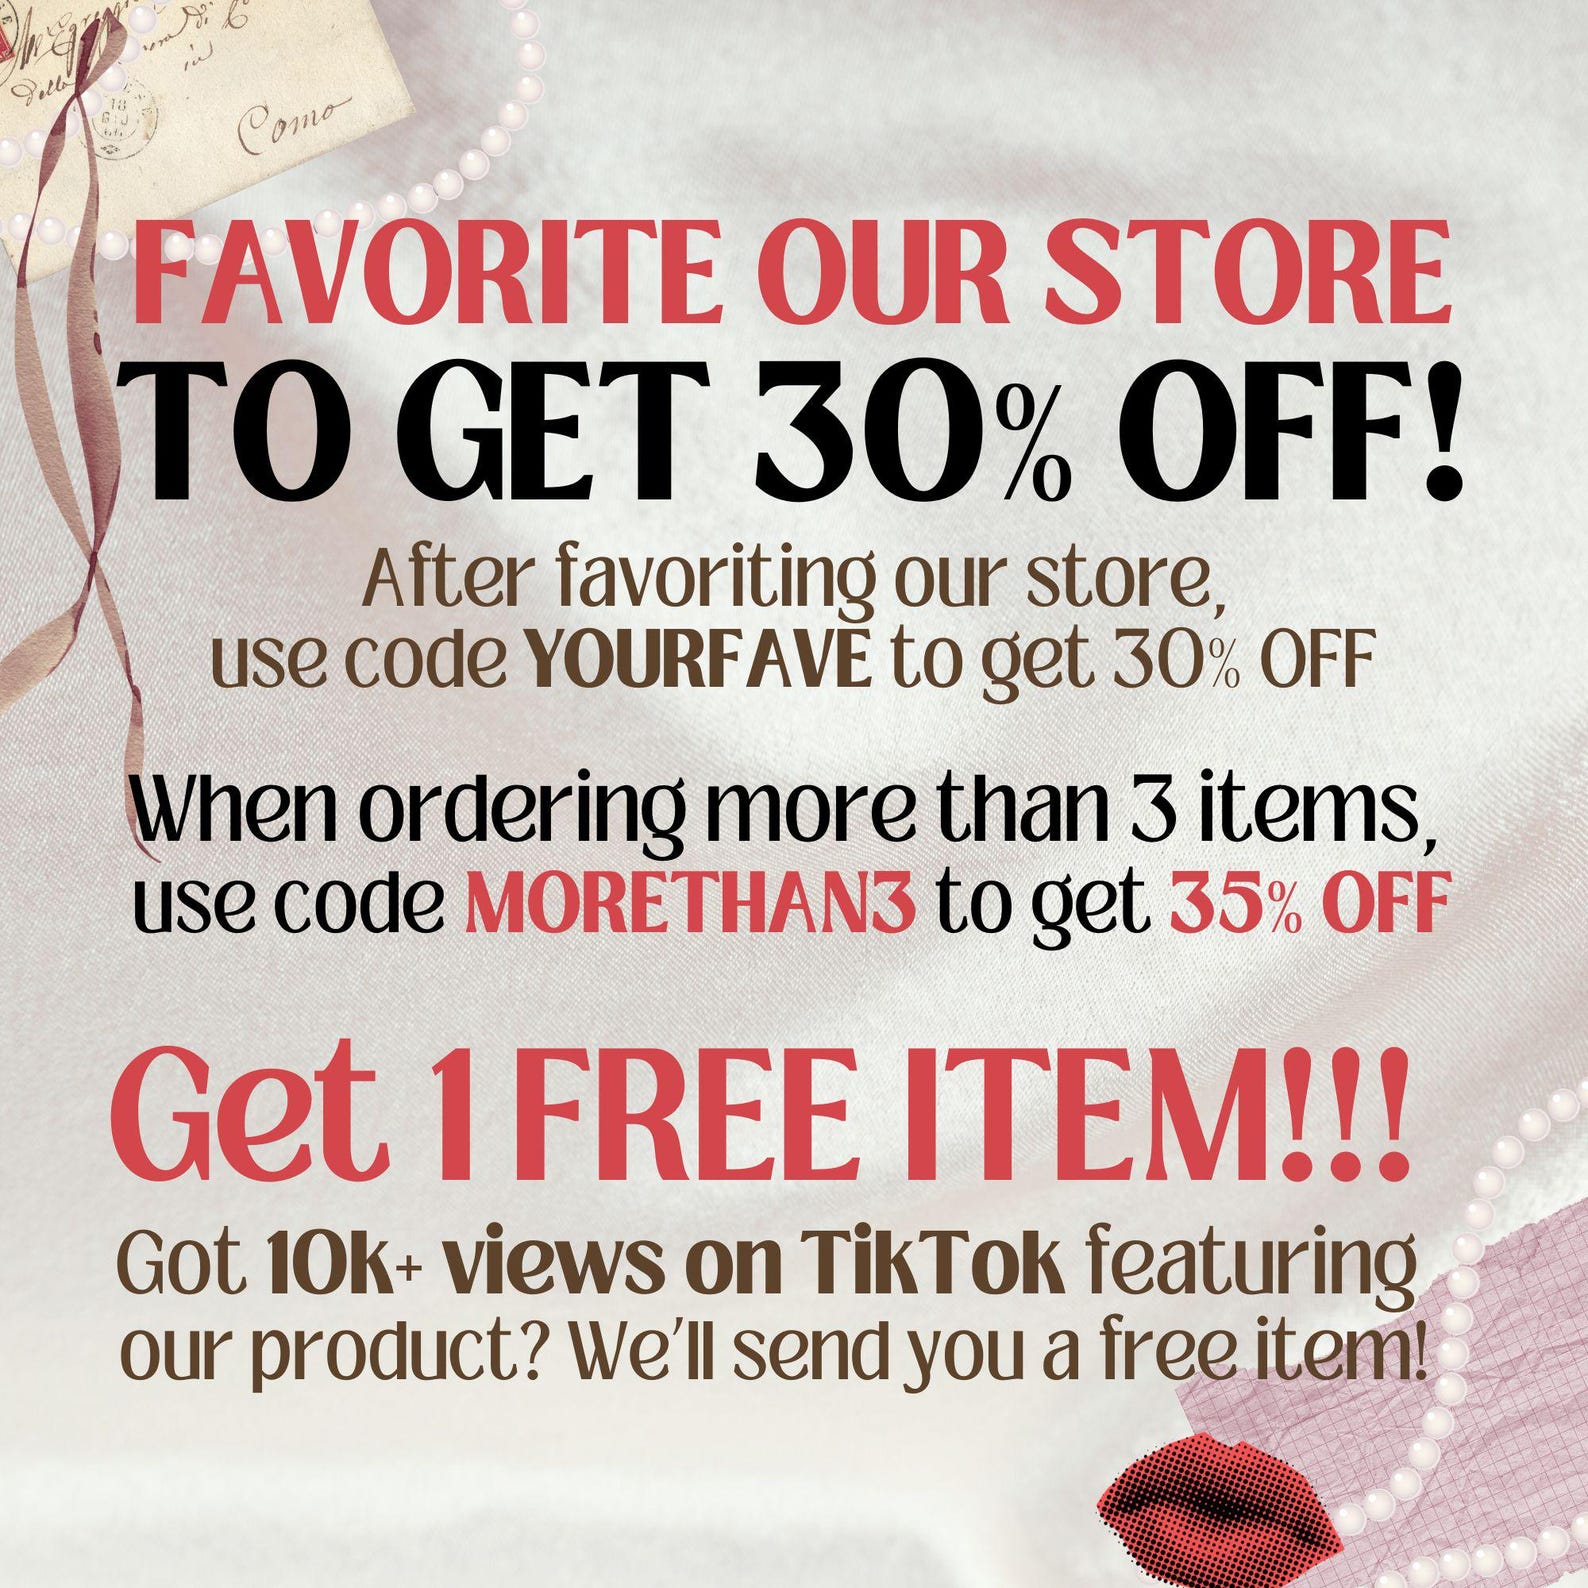 Como
FAVORITE OUR STORE
TO GET 30% OFF!
After favoriting our store,
use code YOURFAVE to get 30% OFF
When ordering more than 3 items,
use code MORETHAN3 to get 35% OFF
Get 1 FREE ITEM!!!
Got 10k+ views on TikTok featuring
our product? We'll send you a free item!